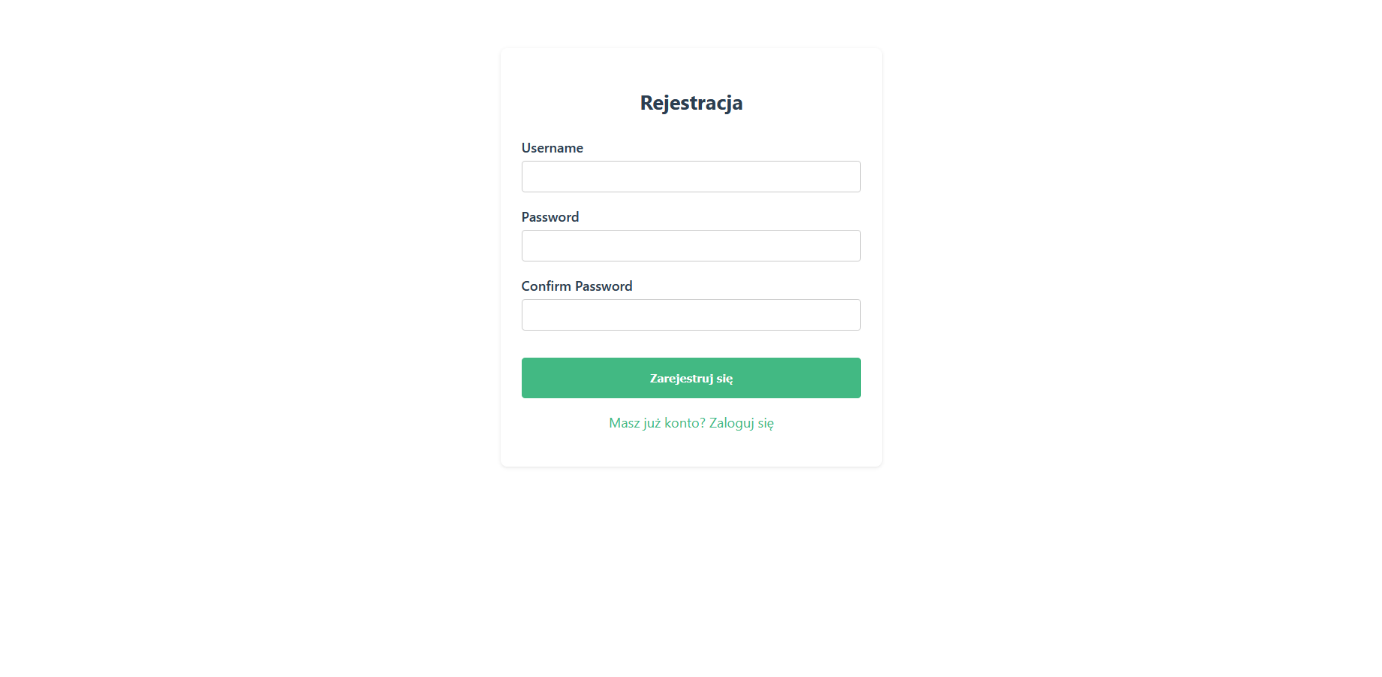 Rejestracja
Username
Password
Confirm Password
Zarejestruj się
Masz już konto? Zaloguj się